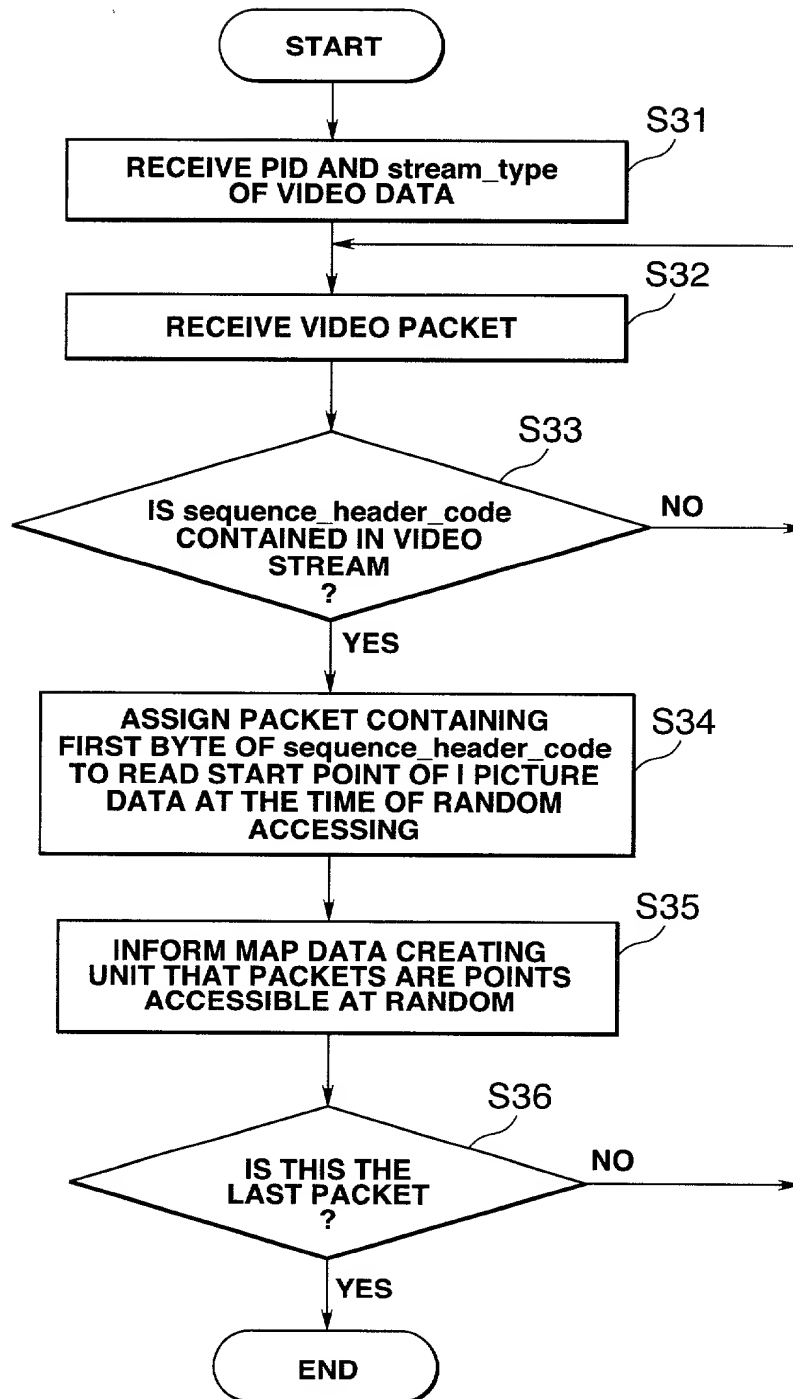 START
S31
RECEIVE PID AND stream_type
OF VIDEO DATA
S32
RECEIVE VIDEO PACKET
S33
IS sequence_header_code
CONTAINED IN VIDEO
STREAM
?
NO
YES
S34
ASSIGN PACKET CONTAINING
FIRST BYTE OF sequence_header_code
TO READ START POINT OF I PICTURE
DATA AT THE TIME OF RANDOM
ACCESSING
S35
INFORM MAP DATA CREATING
UNIT THAT PACKETS ARE POINTS
ACCESSIBLE AT RANDOM
S36
IS THIS THE
LAST PACKET
?
NO
YES
END